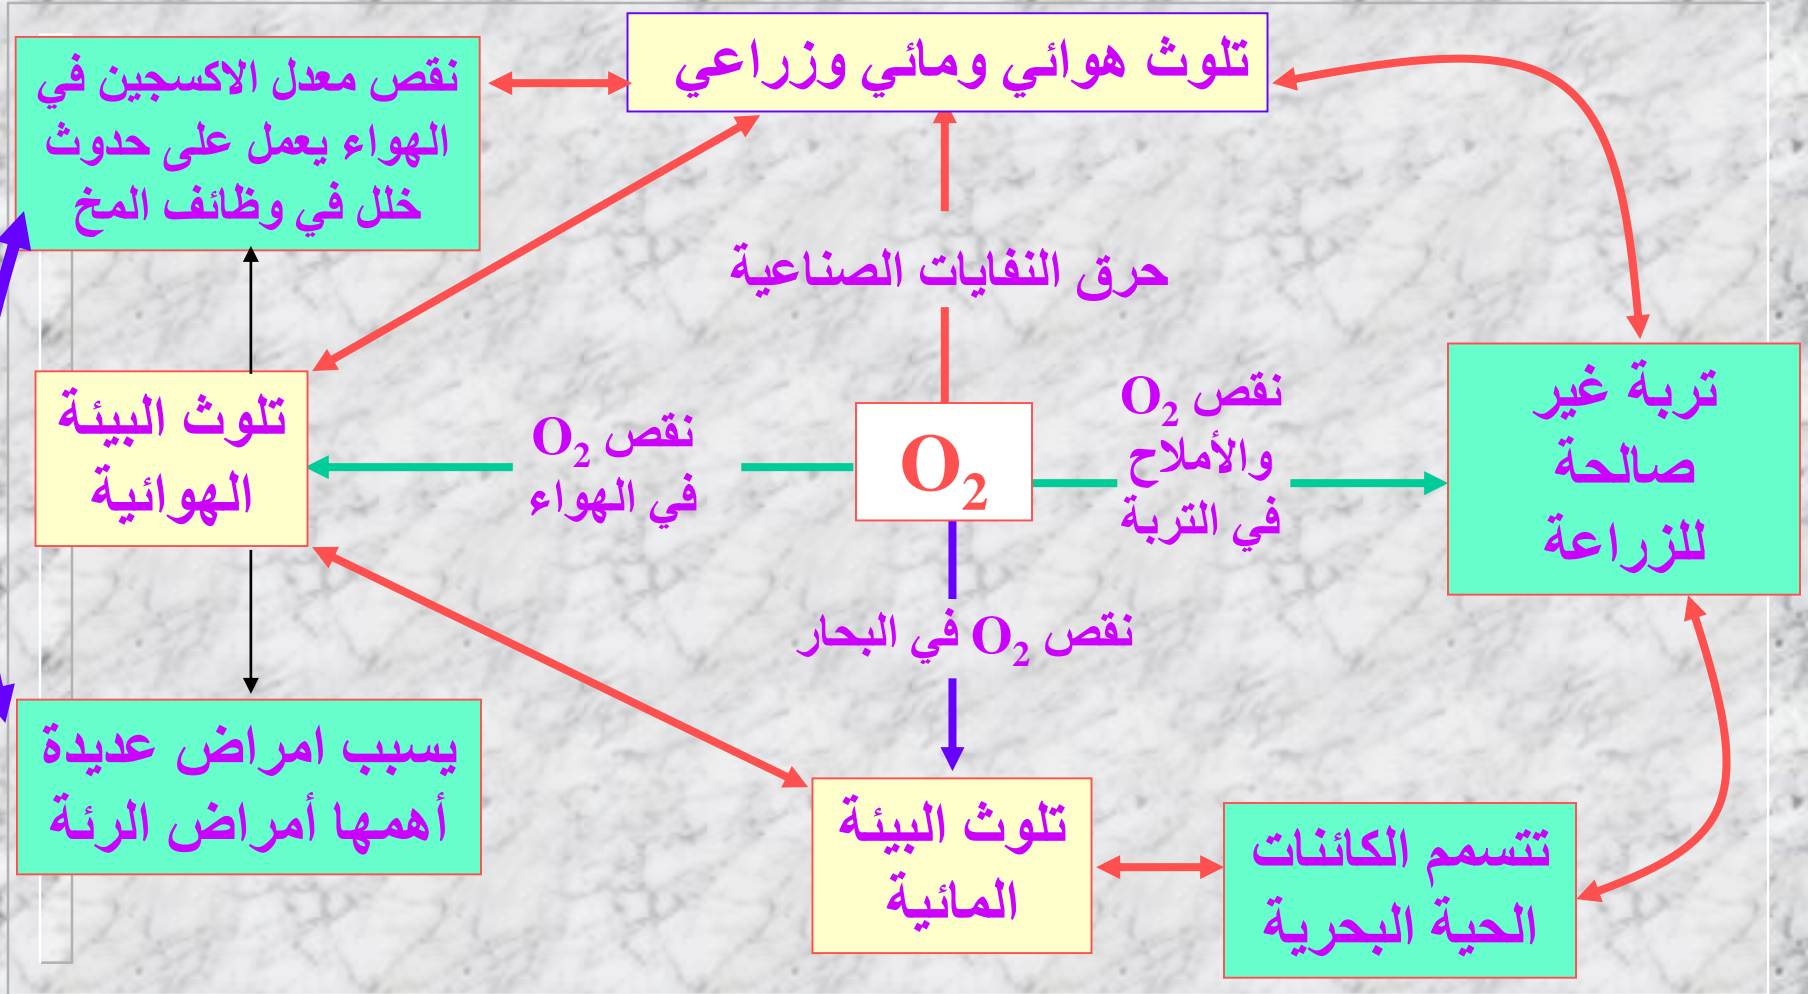 تلوث هوائي ومائي وزراعي
نقص معدل الاكسجين في
الهواء يعمل على حدوث
خلل في وظائف المخ
حرق النفايات الصناعية
تربة غير
صالحة
للزراعة
نقص O₂
والأملاح
في التربة
O₂
نقص O₂
في الهواء
تلوث البيئة
الهوائية
نقص O₂ في البحار
يسبب امراض عديدة
أهمها أمراض الرئة
تلوث البيئة
المائية
تتسمم الكائنات
الحية البحرية